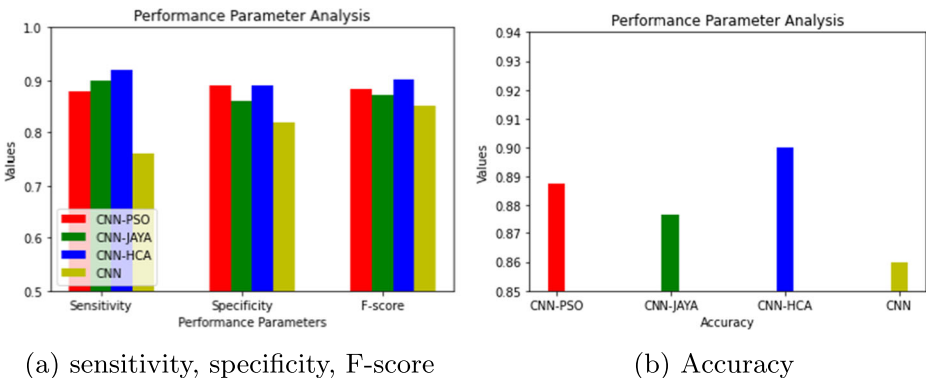 Performance Parameter Analysis
1.0
0.9
0.8
0.7
0.6
0.5
Values
CNN-PSO
CNN-JAYA
CNN-HCA
CNN
Sensitivity Specificity F-score
Performance Parameters
(a) sensitivity, specificity, F-score
Performance Parameter Analysis
0.94
0.93
0.92
0.91
0.90
0.89
0.88
0.87
0.86
0.85
Values
CNN-PSO CNN-JAYA CNN-HCA CNN
Accuracy
(b) Accuracy